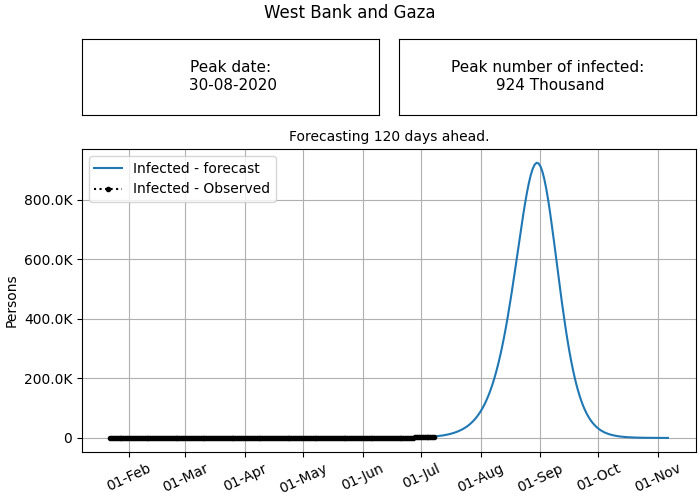 West Bank and Gaza
Peak date:
30-08-2020
Peak number of infected:
924 Thousand
Forecasting 120 days ahead.
Infected - forecast
Infected - Observed
Persons
800.0K
600.0K
400.0K
200.0K
0
01-Feb
01-Mar
01-Apr
01-May
01-Jun
01-Jul
01-Aug
01-Sep
01-Oct
01-Nov